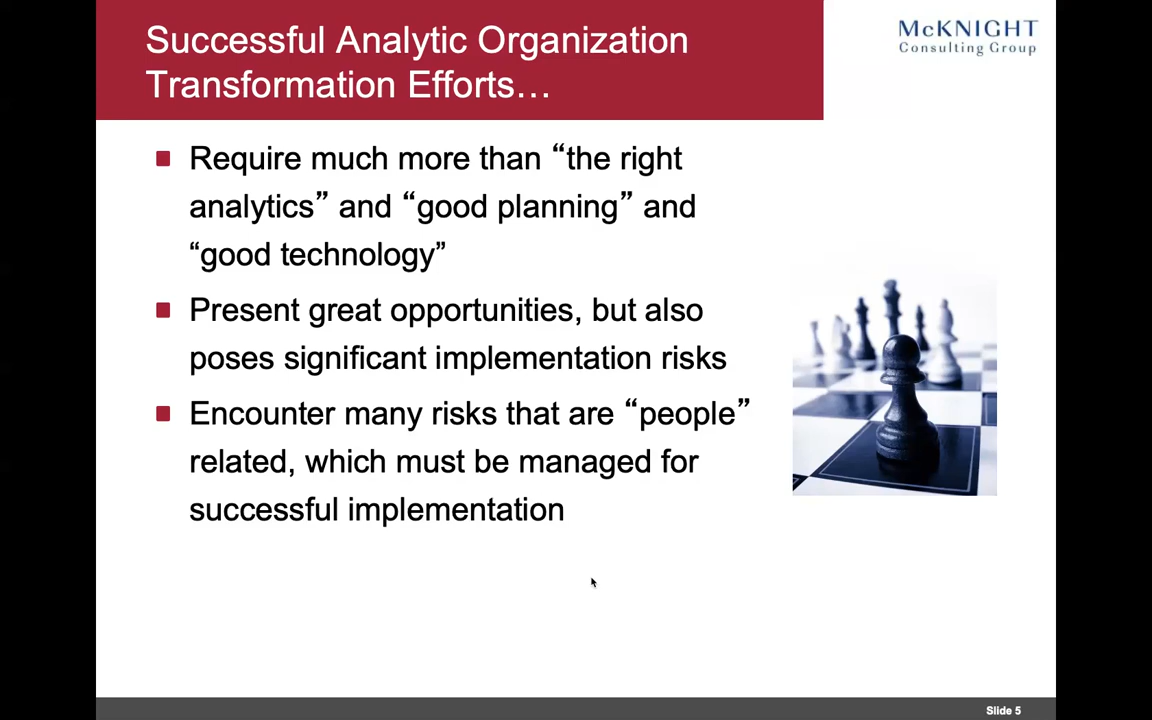 Successful Analytic Organization
Transformation Efforts…
McKNIGHT
Consulting Group
Require much more than “the right
analytics” and “good planning” and
“good technology”
Present great opportunities, but also
poses significant implementation risks
Encounter many risks that are “people”
related, which must be managed for
successful implementation
Slide 5